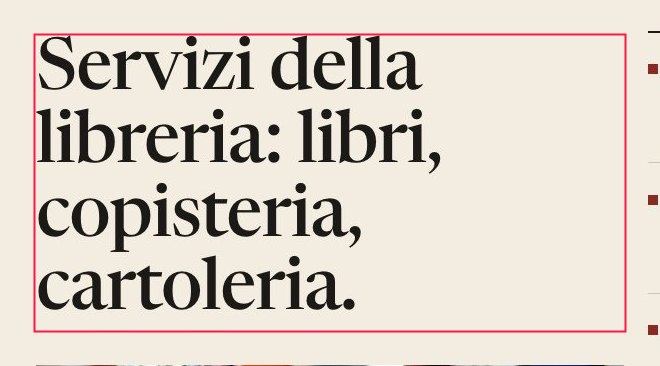 Servizi della
libreria: libri,
copisteria,
cartoleria.